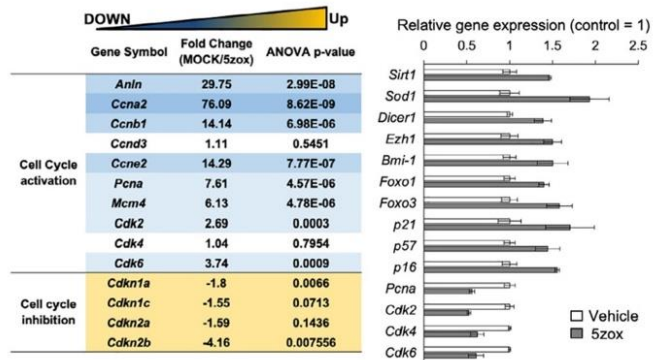 DOWN Up
Gene Symbol Fold Change (MOCK/5zox) ANOVA p-value
Cell Cycle activation
Anln 29.75 2.99E-08
Ccna2 76.09 8.62E-09
Ccnb1 14.14 6.98E-06
Ccnd3 1.11 0.5451
Ccne2 14.29 7.77E-07
Pcna 7.61 4.57E-06
Mcm4 6.13 4.78E-06
Cdk2 2.69 0.0003
Cdk4 1.04 0.7954
Cdk6 3.74 0.0009
Cell cycle inhibition
Cdkn1a -1.8 0.0066
Cdkn1c -1.55 0.0713
Cdkn2a -1.59 0.1436
Cdkn2b -4.16 0.007556
Relative gene expression (control = 1)
0 0.5 1 1.5 2 2.5
Sirt1
Sod1
Dicer1
Ezh1
Bmi-1
Foxo1
Foxo3
p21
p57
p16
Pcna
Cdk2
Cdk4
Cdk6
Vehicle
5zox